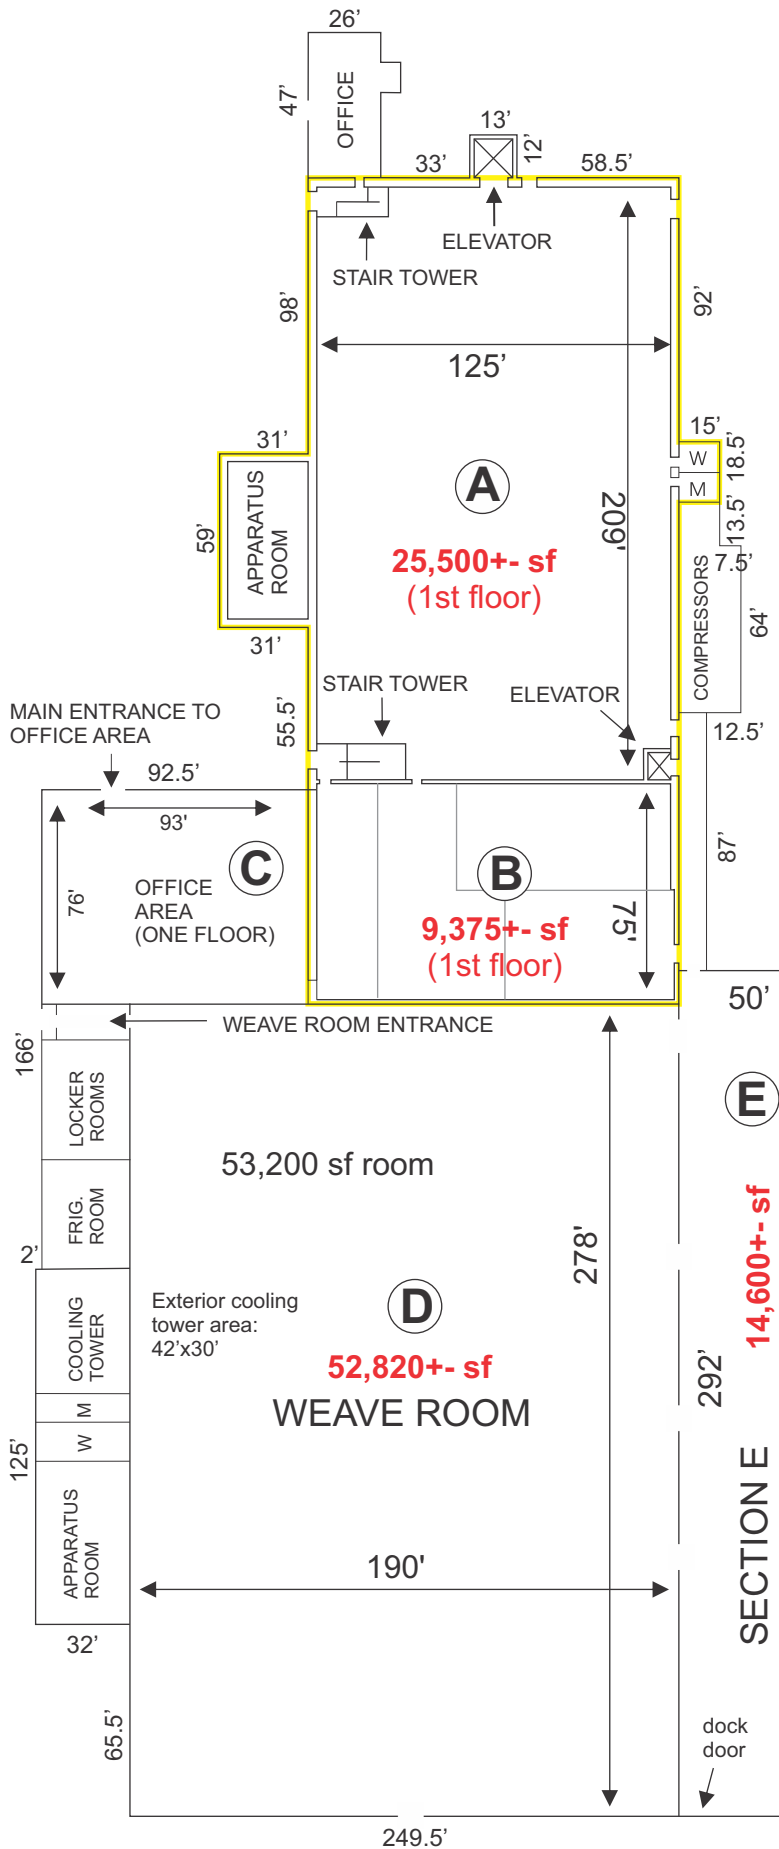 26'
47'
OFFICE
13'
12'
33'
58.5'
ELEVATOR
STAIR TOWER
98'
92'
125'
31'
15'
W
M
18.5'
A
59'
APPARATUS
ROOM
209'
13.5'
25,500+- sf
(1st floor)
7.5'
COMPRESSORS
64'
31'
STAIR TOWER
ELEVATOR
55.5'
MAIN ENTRANCE TO
OFFICE AREA
12.5'
92.5'
93'
76'
C
OFFICE
AREA
(ONE FLOOR)
B
9,375+- sf
(1st floor)
75'
87'
50'
WEAVE ROOM ENTRANCE
166'
LOCKER
ROOMS
E
53,200 sf room
FRIG.
ROOM
278'
14,600+- sf
2'
COOLING
TOWER
Exterior cooling
tower area:
42'x30'
D
52,820+- sf
WEAVE ROOM
292'
M
W
125'
APPARATUS
ROOM
SECTION E
190'
32'
65.5'
dock
door
249.5'